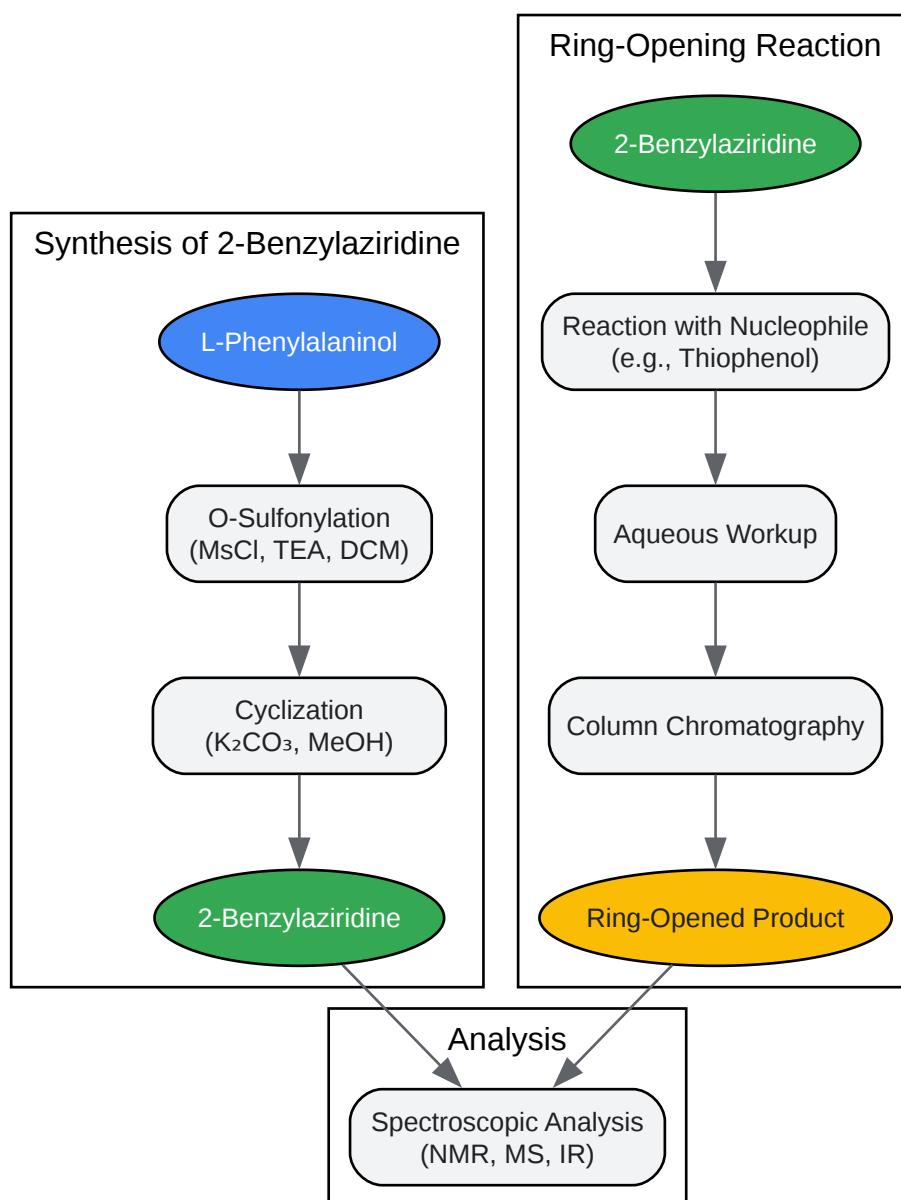 Synthesis of 2-Benzylaziridine
L-Phenylalaninol
O-Sulfonylation
(MsCl, TEA, DCM)
Cyclization
(K₂CO₃, MeOH)
2-Benzylaziridine
Ring-Opening Reaction
2-Benzylaziridine
Reaction with Nucleophile
(e.g., Thiophenol)
Aqueous Workup
Column Chromatography
Ring-Opened Product
Analysis
Spectroscopic Analysis
(NMR, MS, IR)